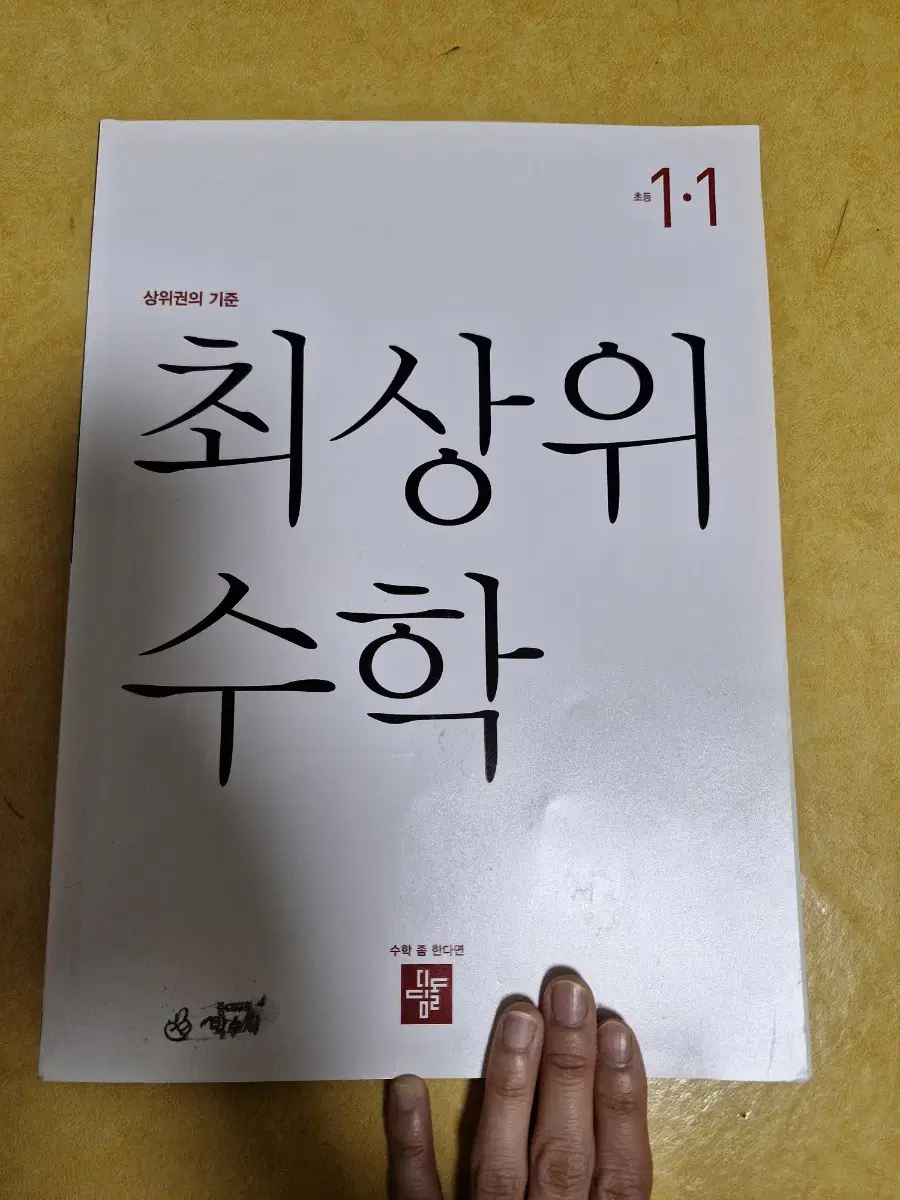 초등 1·1
상위권의 기준
최상위
수학
수학 좀 한다면
디딤돌